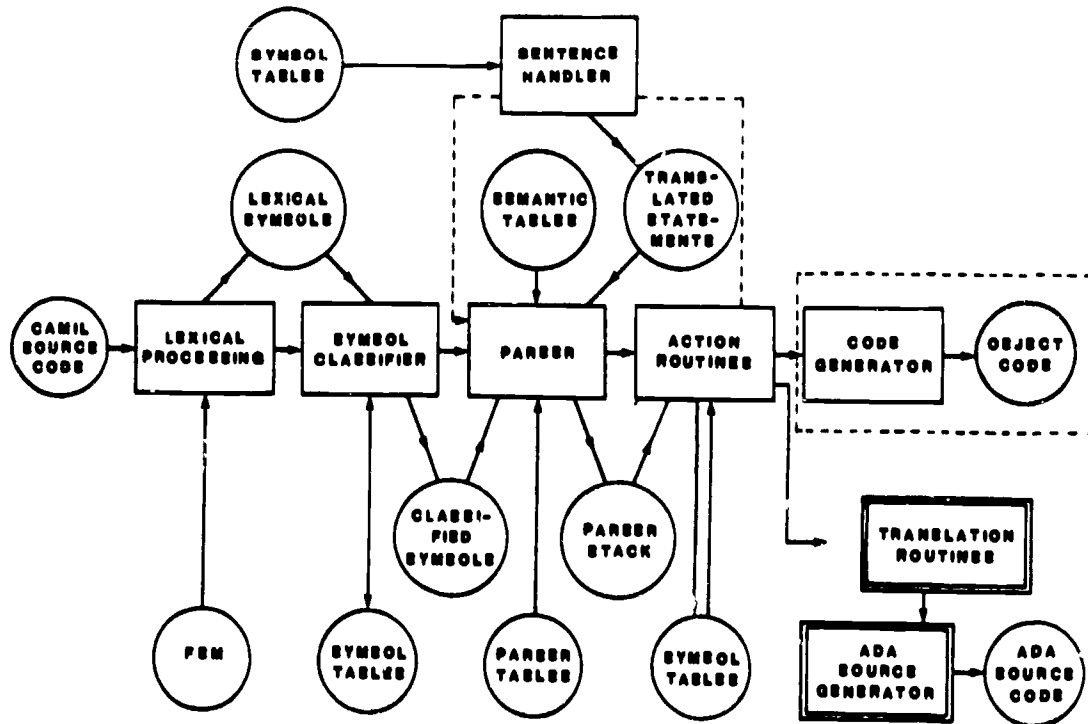 SYMBOL
TABLES
SENTENCE
HANDLER
LEXICAL
SYMBOLS
SEMANTIC
TABLES
TRANS-
LATED
STATE-
MENTS
CAMIL
SOURCE
CODE
LEXICAL
PROCESSING
SYMBOL
CLASSIFIER
PARSER
ACTION
ROUTINES
CODE
GENERATOR
OBJECT
CODE
CLASSI-
FIED
SYMBOLS
PARSER
STACK
TRANSLATION
ROUTINES
FSM
SYMBOL
TABLES
PARSER
TABLES
SYMBOL
TABLES
ADA
SOURCE
GENERATOR
ADA
SOURCE
CODE